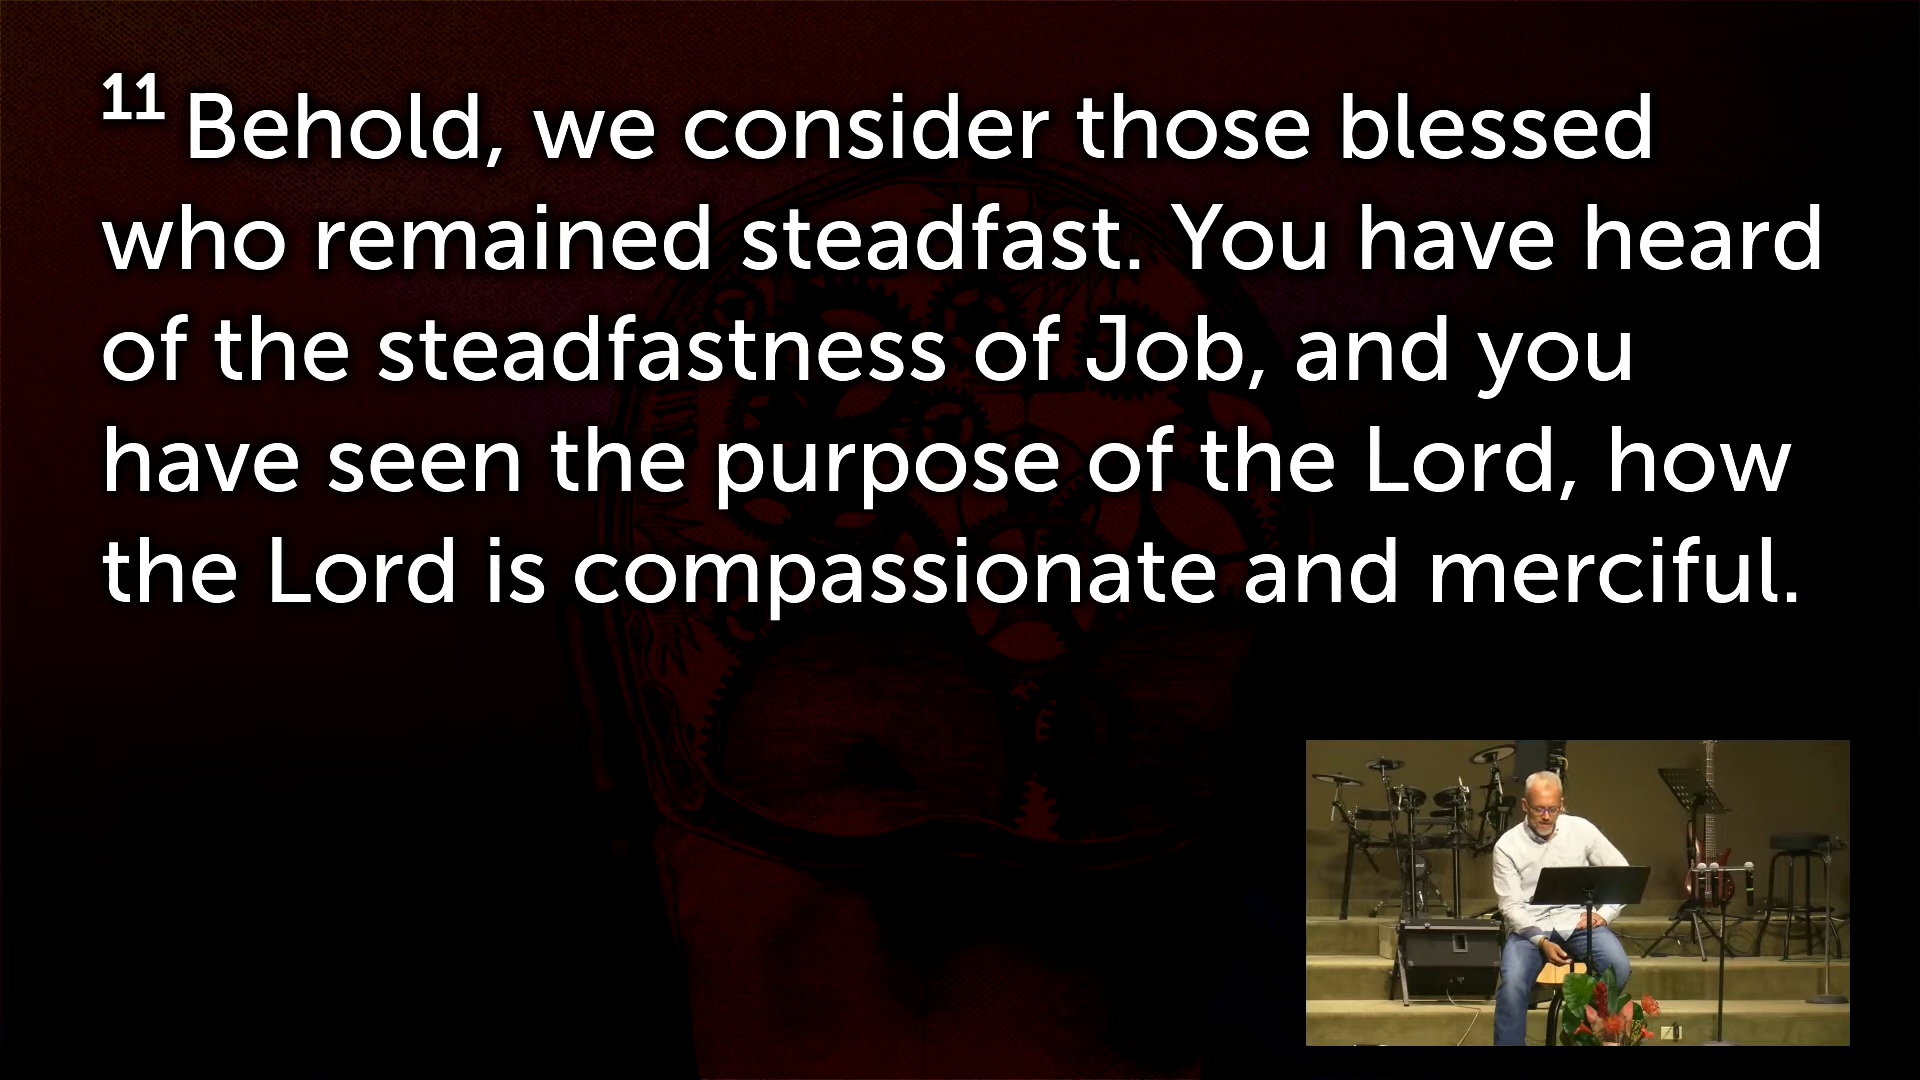 11 Behold, we consider those blessed
who remained steadfast. You have heard
of the steadfastness of Job, and you
have seen the purpose of the Lord, how
the Lord is compassionate and merciful.